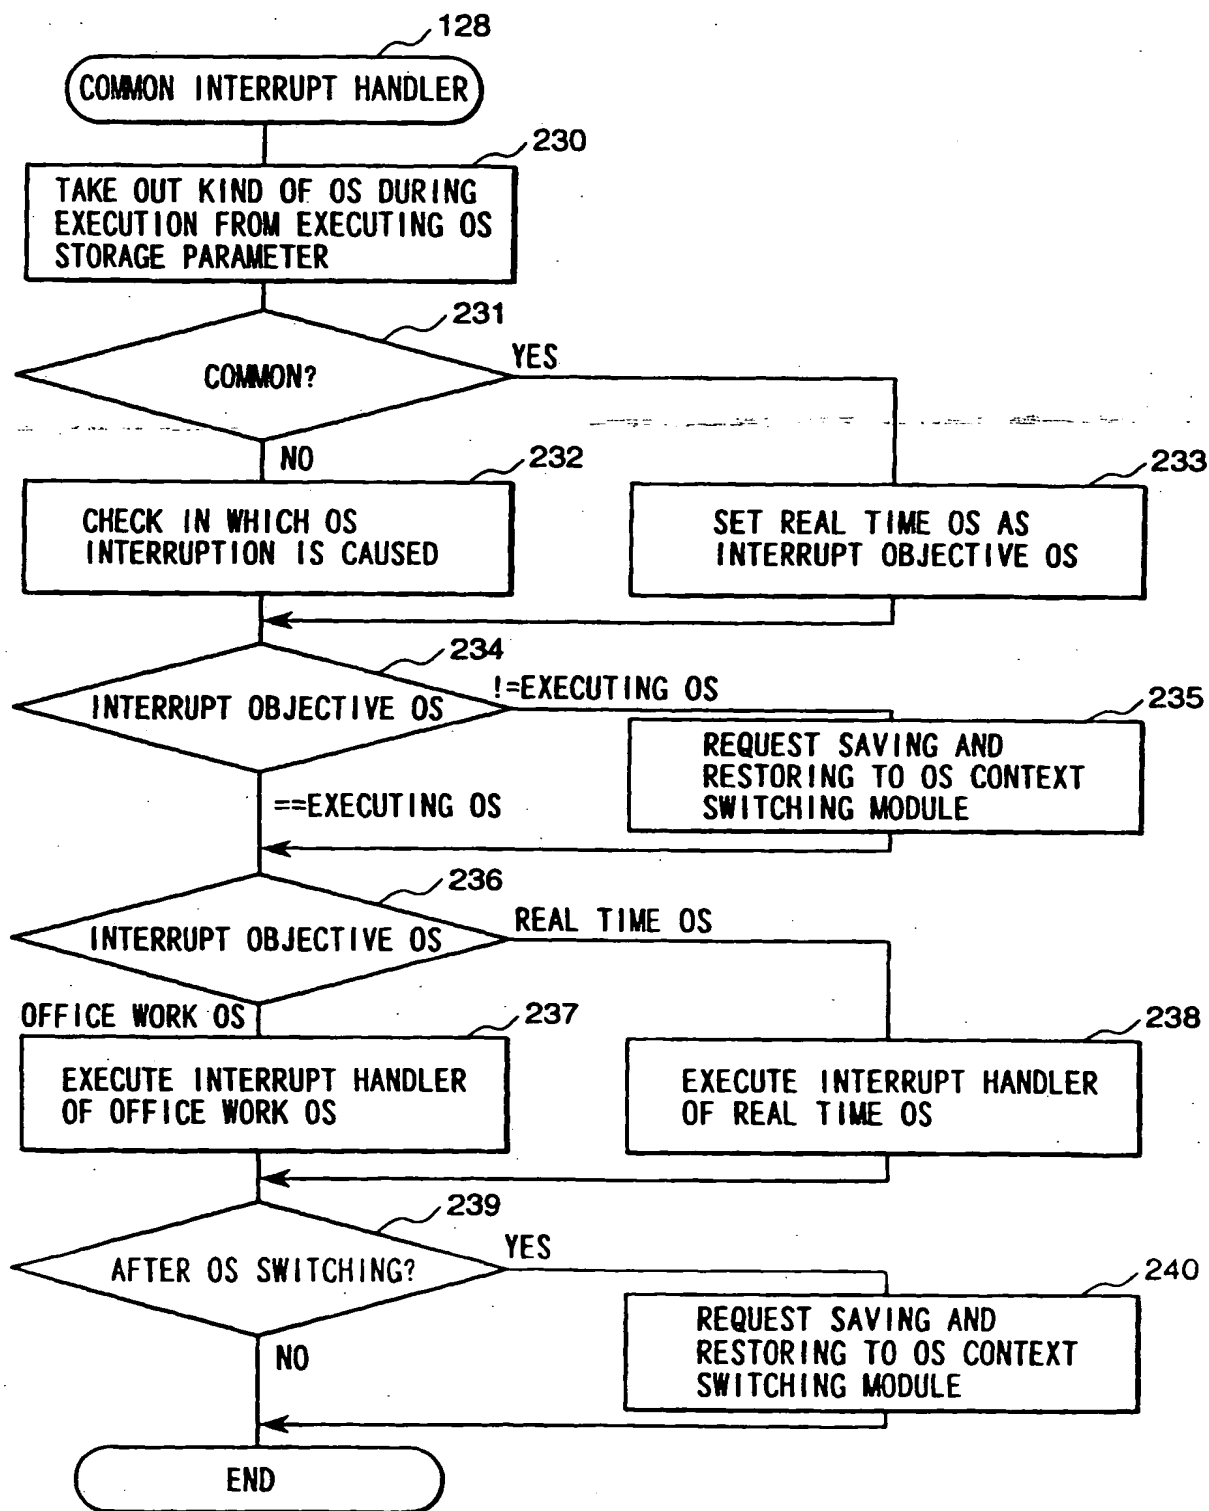 128
COMMON INTERRUPT HANDLER
230
TAKE OUT KIND OF OS DURING
EXECUTION FROM EXECUTING OS
STORAGE PARAMETER
231
COMMON?
YES
NO
232
CHECK IN WHICH OS
INTERRUPTION IS CAUSED
233
SET REAL TIME OS AS
INTERRUPT OBJECTIVE OS
234
INTERRUPT OBJECTIVE OS
!=EXECUTING OS
235
REQUEST SAVING AND
RESTORING TO OS CONTEXT
SWITCHING MODULE
==EXECUTING OS
236
INTERRUPT OBJECTIVE OS
REAL TIME OS
OFFICE WORK OS
237
EXECUTE INTERRUPT HANDLER
OF OFFICE WORK OS
238
EXECUTE INTERRUPT HANDLER
OF REAL TIME OS
239
AFTER OS SWITCHING?
YES
240
REQUEST SAVING AND
RESTORING TO OS CONTEXT
SWITCHING MODULE
NO
END